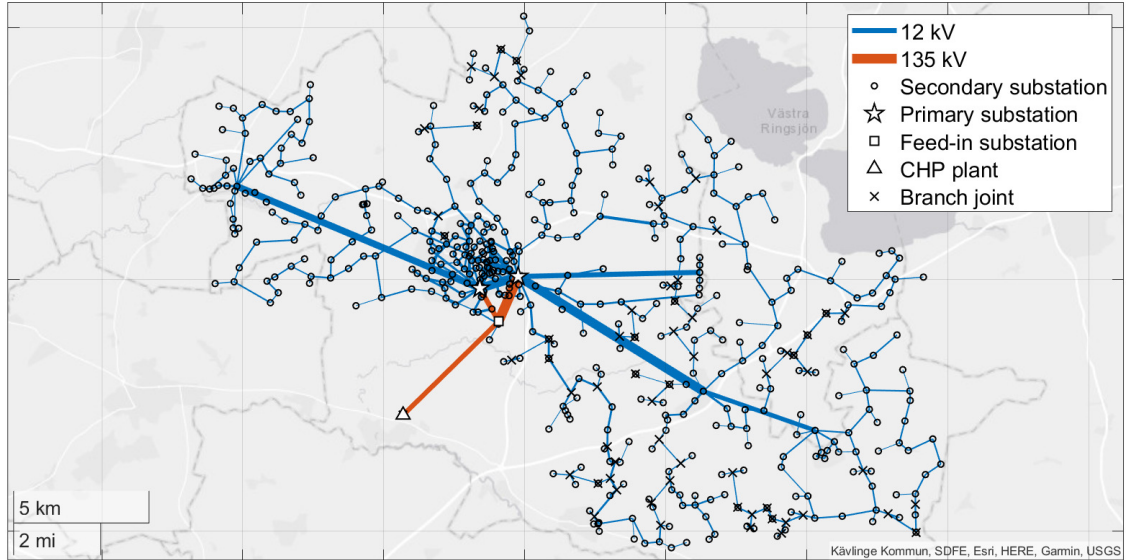 12 kV
135 kV
Secondary substation
Primary substation
Feed-in substation
CHP plant
Branch joint
Västra
Ringsjön
5 km
2 mi
Kävlinge Kommun, SDFE, Esri, HERE, Garmin, USGS